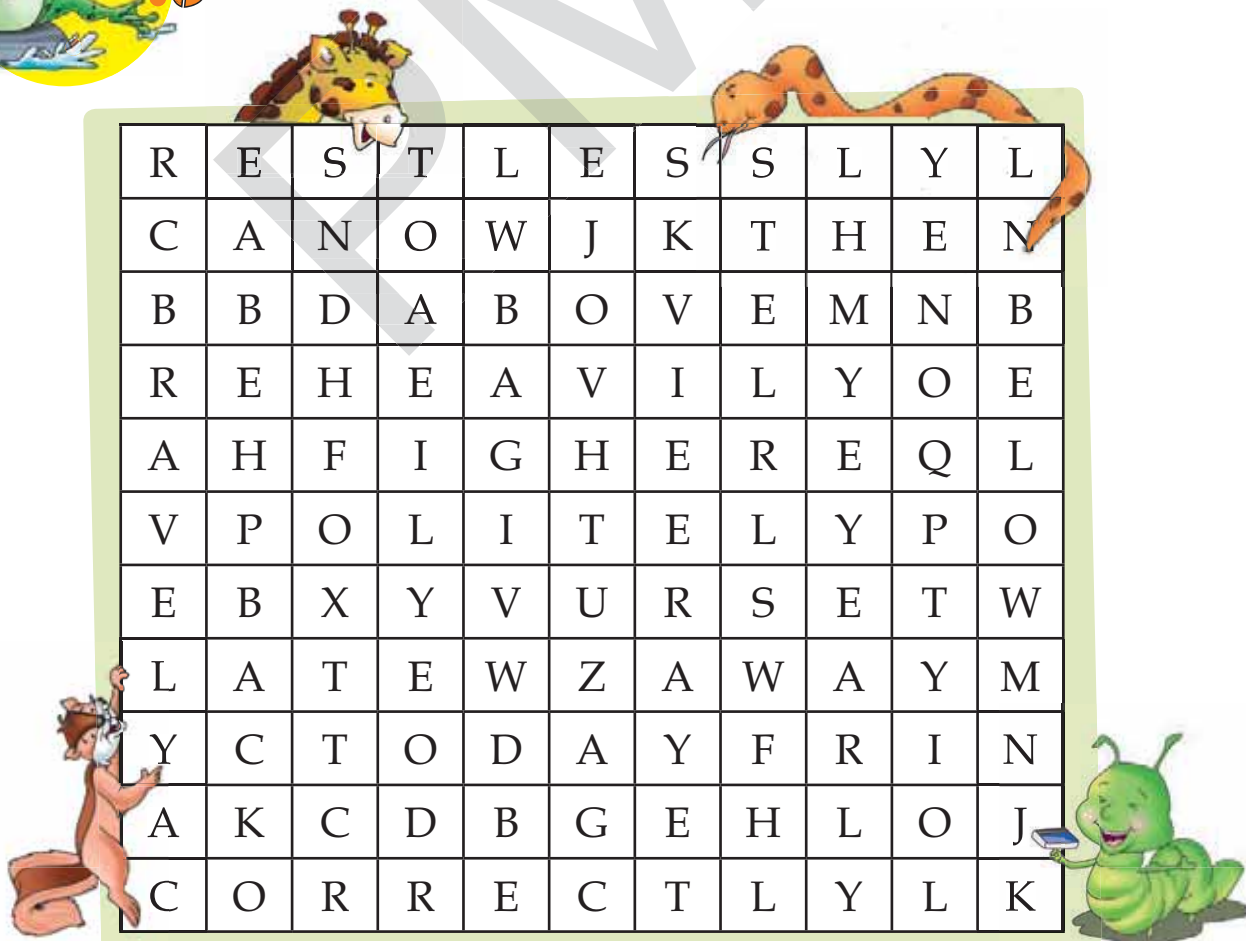 R E S T L E S S L Y L
C A N O W J K T H E N
B B D A B O V E M N B
R E H E A V I L Y O E
A H F I G H E R E Q L
V P O L I T E L Y P O
E B X Y V U R S E T W
L A T E W Z A W A Y M
Y C T O D A Y F R I N
A K C D B G E H L O J
C O R R E C T L Y L K